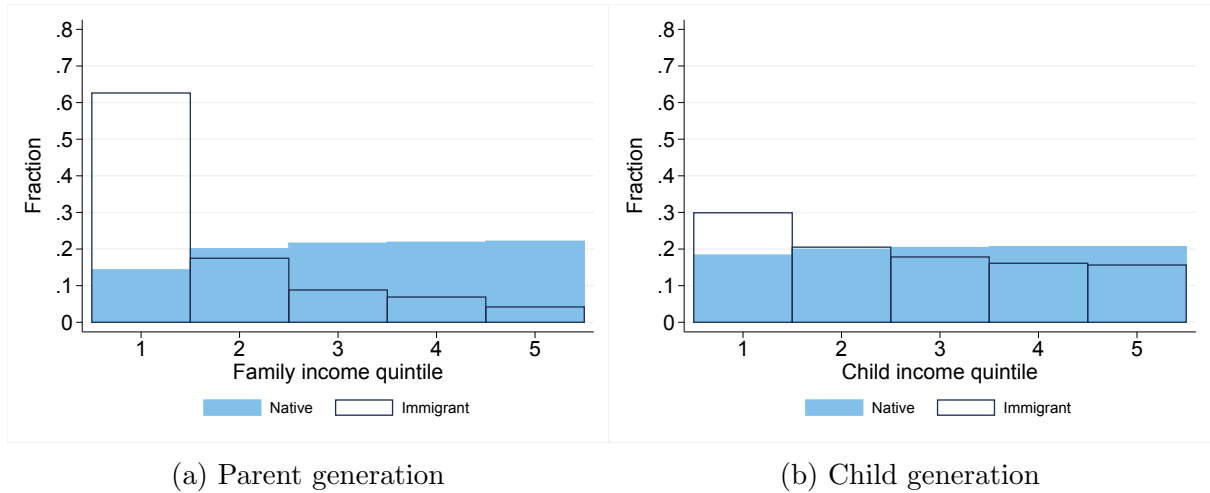 .8
.7
.6
.5
.4
.3
.2
.1
0
Fraction
1 2 3 4 5
Family income quintile
Native Immigrant
(a) Parent generation
.8
.7
.6
.5
.4
.3
.2
.1
0
Fraction
1 2 3 4 5
Child income quintile
Native Immigrant
(b) Child generation